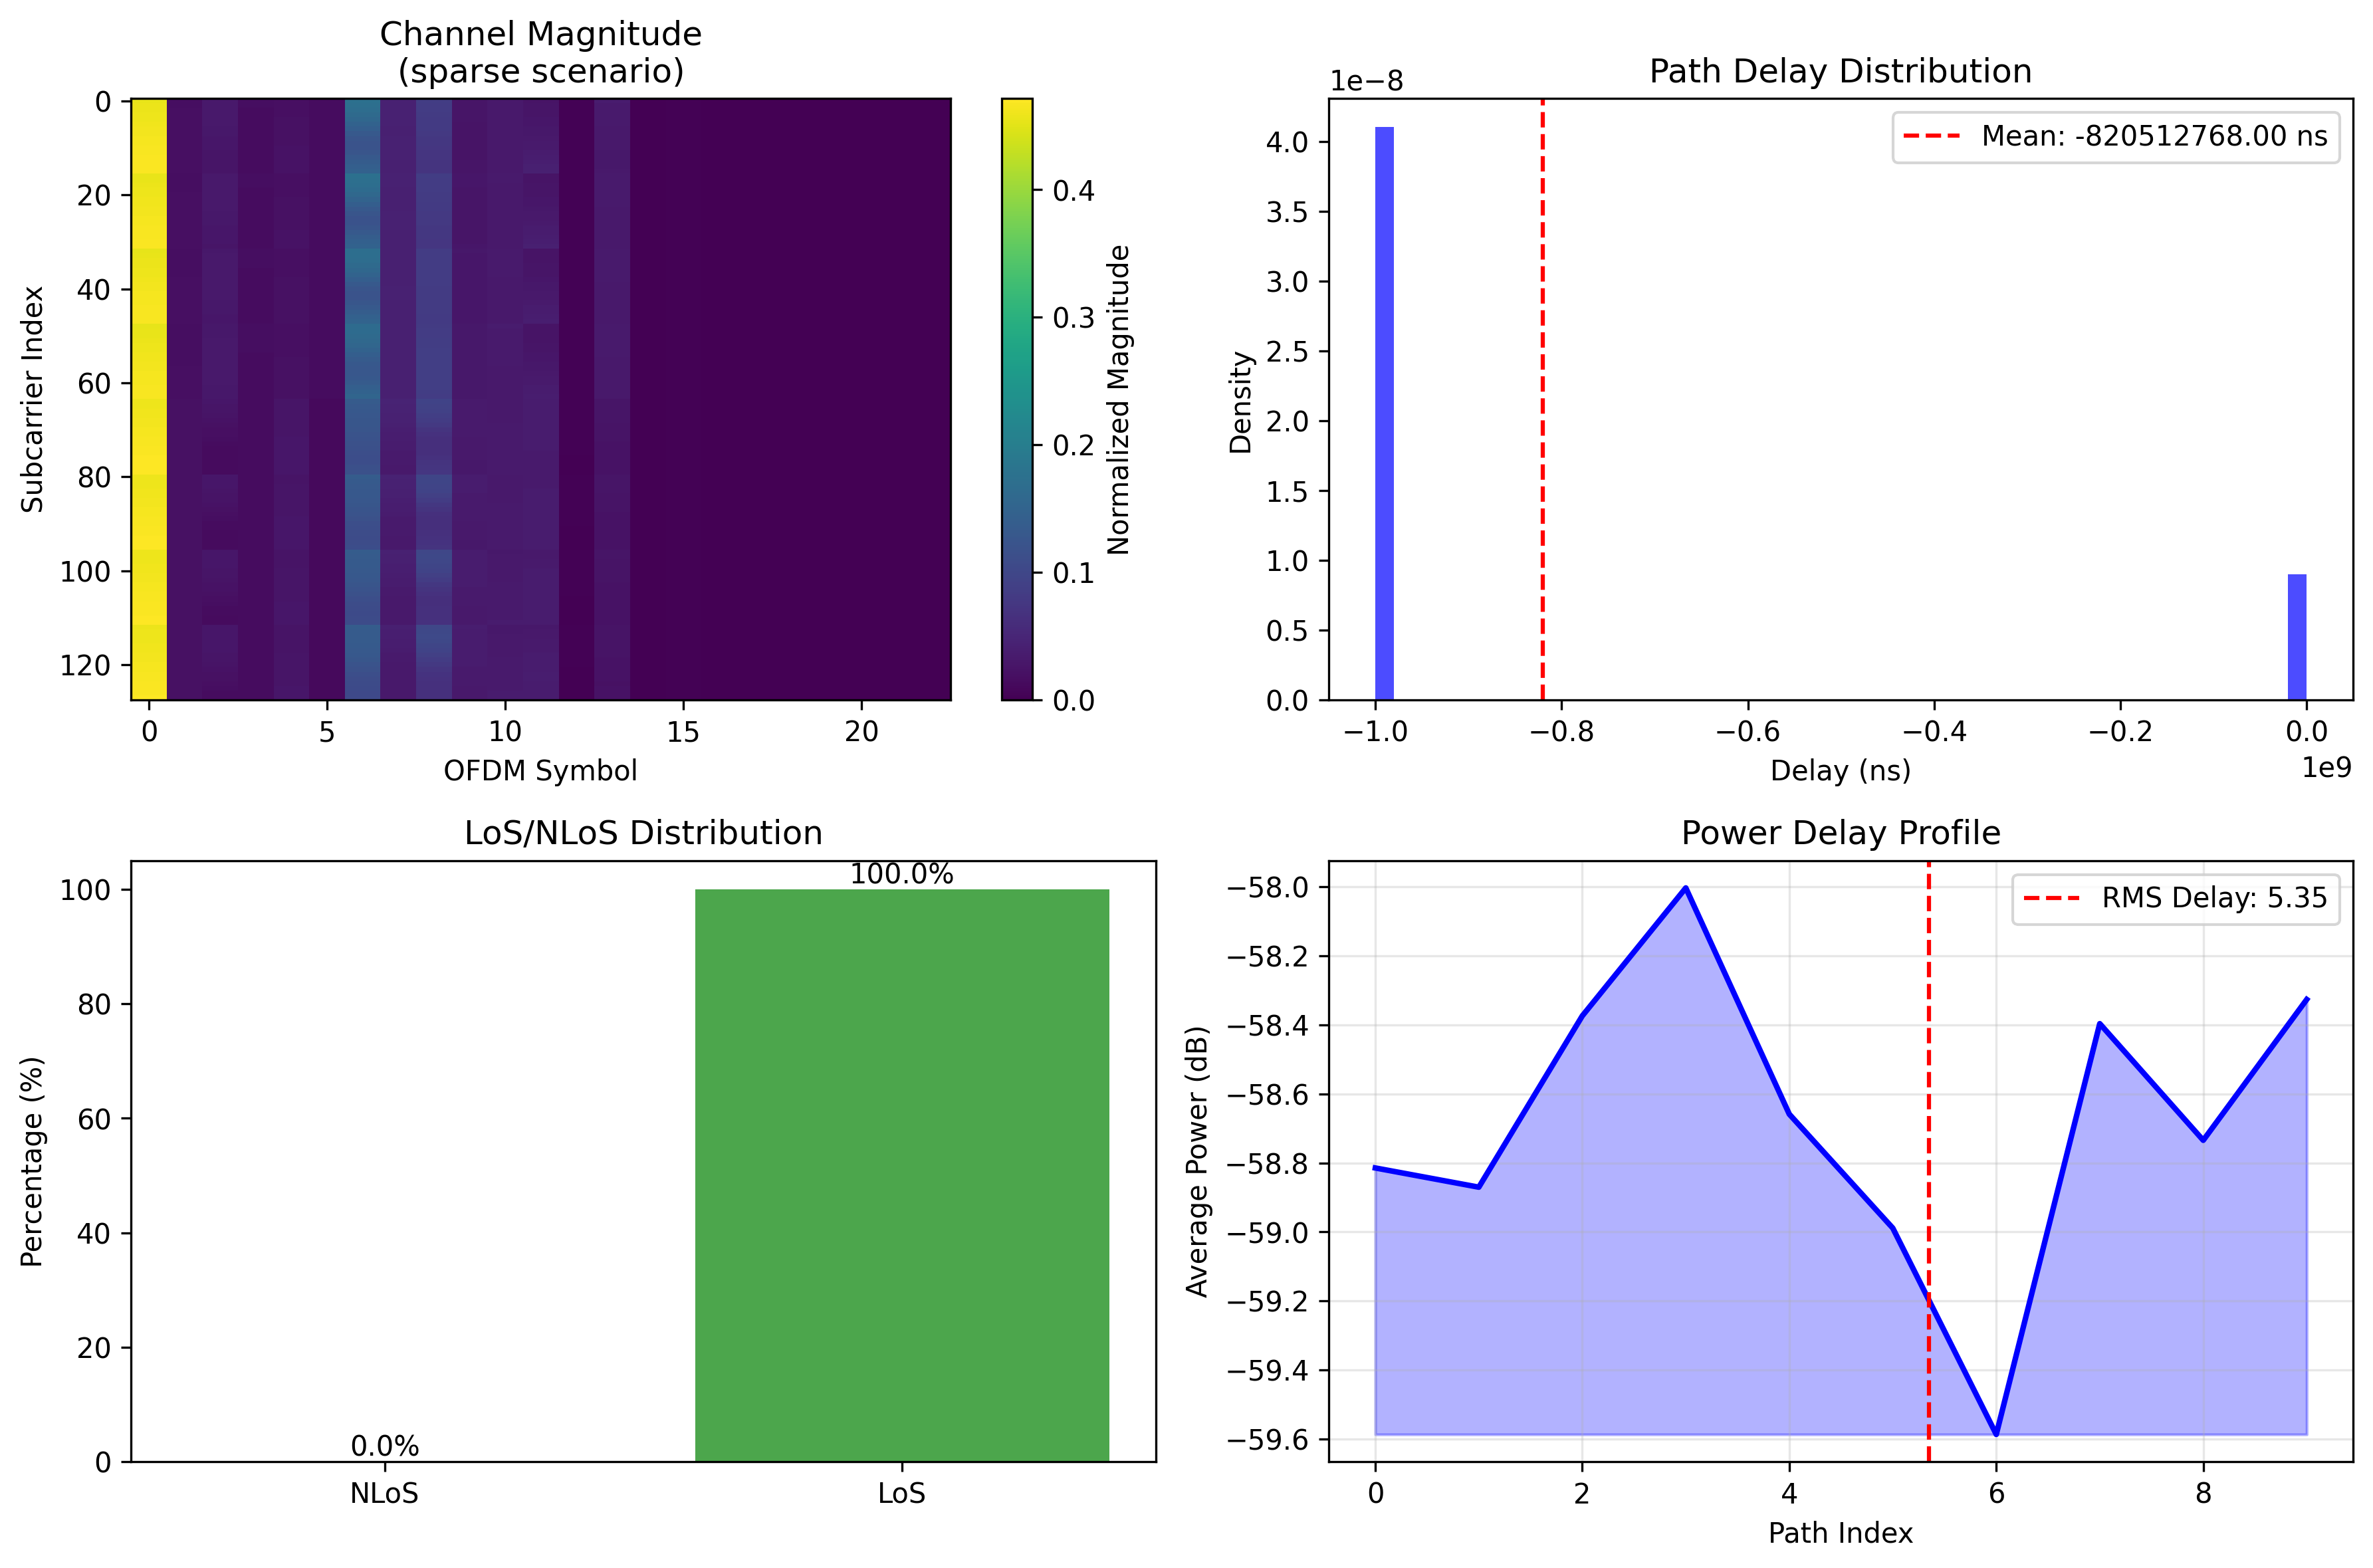 Channel Magnitude
(sparse scenario)
0
20
40
60
80
100
120
Subcarrier Index
0
5
10
15
20
OFDM Symbol
0.4
0.3
0.2
0.1
0.0
Normalized Magnitude
Path Delay Distribution
1e−8
4.0
3.5
3.0
2.5
2.0
1.5
1.0
0.5
0.0
Density
Mean: -820512768.00 ns
−1.0
−0.8
−0.6
−0.4
−0.2
0.0
1e9
Delay (ns)
LoS/NLoS Distribution
100
80
60
40
20
0
Percentage (%)
0.0%
100.0%
NLoS
LoS
Power Delay Profile
−58.0
−58.2
−58.4
−58.6
−58.8
−59.0
−59.2
−59.4
−59.6
Average Power (dB)
RMS Delay: 5.35
0
2
4
6
8
Path Index